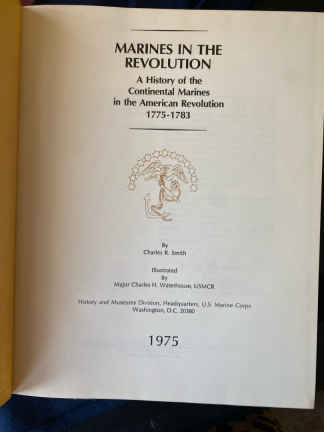 MARINES IN THE
REVOLUTION
A History of the
Continental Marines
in the American Revolution
1775-1783
By
Charles R. Smith
Illustrated
By
Major Charles H. Waterhouse, USMCR
History and Museums Division, Headquarters, U.S. Marine Corps
Washington, D.C. 20380
1975